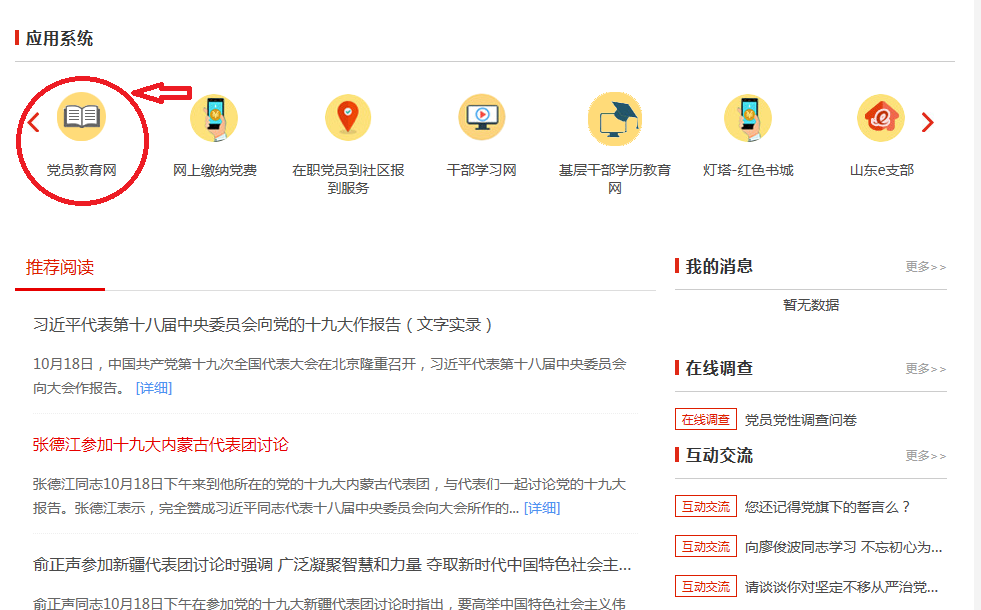 应用系统
党员教育网
网上缴纳党费
在职党员到社区报
到服务
干部学习网
基层干部学历教育
网
灯塔-红色书城
山东e支部
推荐阅读
习近平代表第十八届中央委员会向党的十九大作报告（文字实录）
10月18日，中国共产党第十九次全国代表大会在北京隆重召开，习近平代表第十八届中央委员会
向大会作报告。 [详细]
张德江参加十九大内蒙古代表团讨论
张德江同志10月18日下午来到他所在的党的十九大内蒙古代表团，与代表们一起讨论党的十九大
报告。张德江表示，完全赞成习近平同志代表十八届中央委员会向大会所作的... [详细]
俞正声参加新疆代表团讨论时强调 广泛凝聚智慧和力量 夺取新时代中国特色社会主...
俞正声同志10月18日下午在参加党的十九大新疆代表团讨论时指出，要高举中国特色社会主义伟
我的消息
更多>>
暂无数据
在线调查
更多>>
在线调查 党员党性调查问卷
互动交流
更多>>
互动交流 您还记得党旗下的誓言么？
互动交流 向廖俊波同志学习 不忘初心为...
互动交流 请谈谈你对坚定不移从严治党...